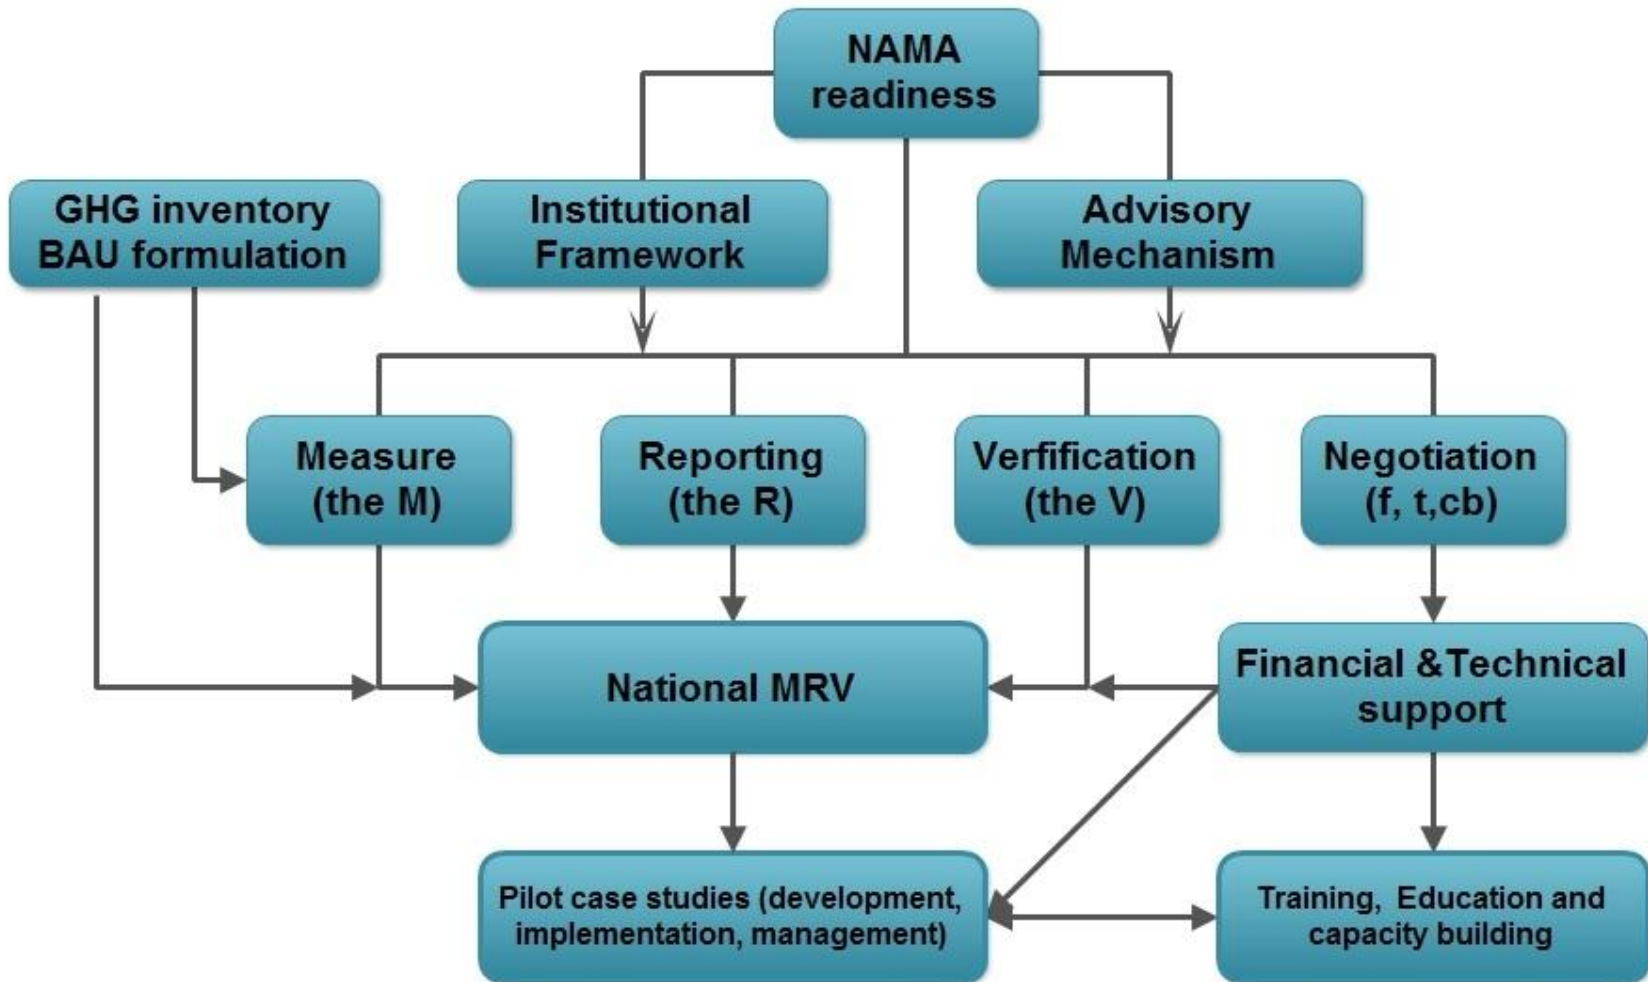 NAMA
readiness
GHG inventory
BAU formulation
Institutional
Framework
Advisory
Mechanism
Measure
(the M)
Reporting
(the R)
Verfification
(the V)
Negotiation
(f, t,cb)
National MRV
Financial &Technical
support
Pilot case studies (development,
implementation, management)
Training, Education and
capacity building